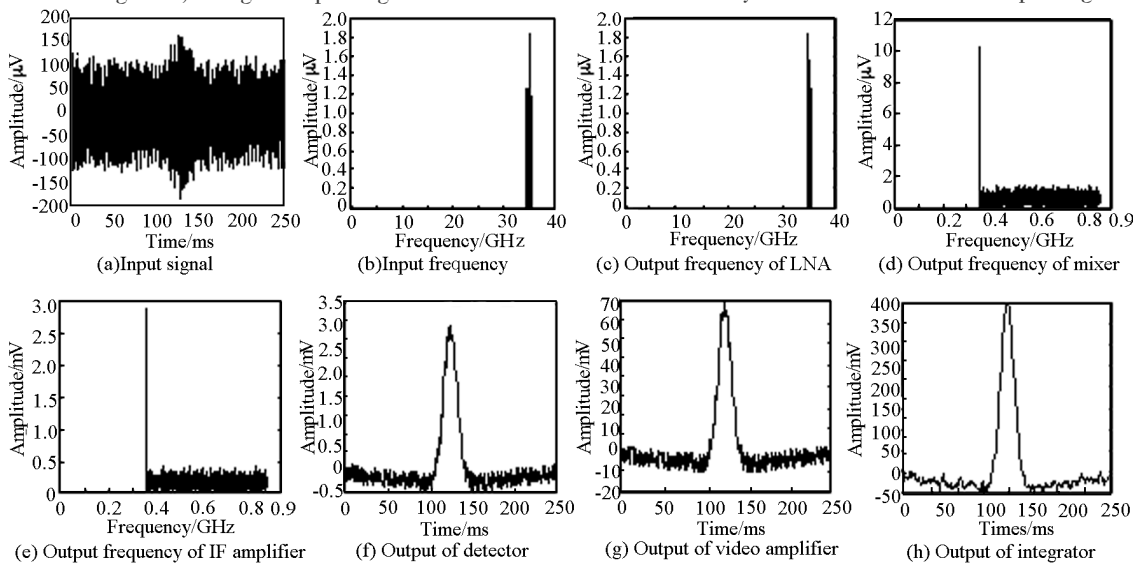 200
150
100
50
0
-50
-100
-150
-200
Amplitude/μV
0 50 100 150 200 250
Time/ms
(a)Input signal
2.0
1.8
1.6
1.4
1.2
1.0
0.8
0.6
0.4
0.2
0
Amplitude/μV
0 10 20 30 40
Frequency/GHz
(b)Input frequency
2.0
1.8
1.6
1.4
1.2
1.0
0.8
0.6
0.4
0.2
0
Amplitude/μV
0 10 20 30 40
Frequency/GHz
(c) Output frequency of LNA
12
10
8
6
4
2
0
Amplitude/μV
0 0.2 0.4 0.6 0.8 0.9
Frequency/GHz
(d) Output frequency of mixer
3.0
2.5
2.0
1.5
1.0
0.5
0
Amplitude/mV
0 0.2 0.4 0.6 0.8 0.9
Frequency/GHz
(e) Output frequency of IF amplifier
3.5
3.0
2.5
2.0
1.5
3.0
0.5
0
-0.5
Amplitude/mV
0 50 100 150 200 250
Time/ms
(f) Output of detector
70
60
50
40
30
20
10
0
-10
-20
Amplitude/mV
0 50 100 150 200 250
Time/ms
(g) Output of video amplifier
400
350
300
200
150
100
50
0
-50
Amplitude/mV
0 50 100 150 200 250
Times/ms
(h) Output of integrator